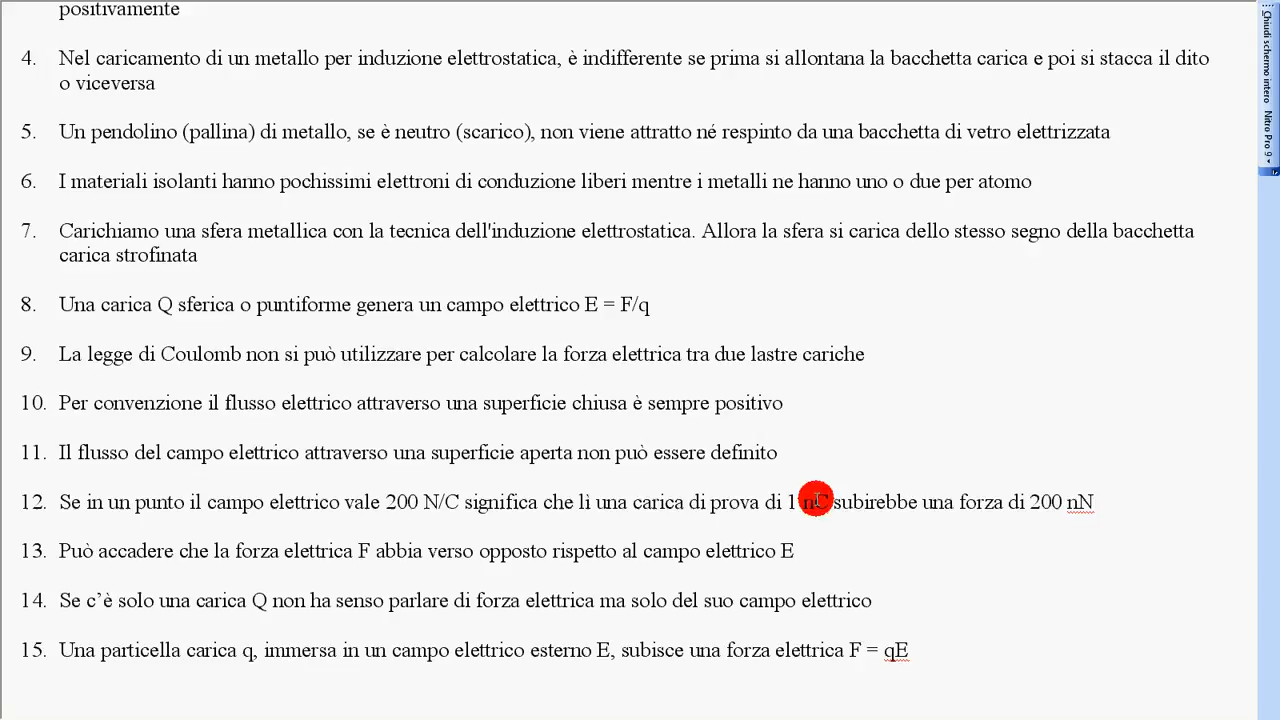 positivamente
4. Nel caricamento di un metallo per induzione elettrostatica, è indifferente se prima si allontana la bacchetta carica e poi si stacca il dito
o viceversa
5. Un pendolino (pallina) di metallo, se è neutro (scarico), non viene attratto né respinto da una bacchetta di vetro elettrizzata
6. I materiali isolanti hanno pochissimi elettroni di conduzione liberi mentre i metalli ne hanno uno o due per atomo
7. Carichiamo una sfera metallica con la tecnica dell'induzione elettrostatica. Allora la sfera si carica dello stesso segno della bacchetta
carica strofinata
8. Una carica Q sferica o puntiforme genera un campo elettrico E = F/q
9. La legge di Coulomb non si può utilizzare per calcolare la forza elettrica tra due lastre cariche
10. Per convenzione il flusso elettrico attraverso una superficie chiusa è sempre positivo
11. Il flusso del campo elettrico attraverso una superficie aperta non può essere definito
12. Se in un punto il campo elettrico vale 200 N/C significa che lì una carica di prova di 1 nC subirebbe una forza di 200 nN
13. Può accadere che la forza elettrica F abbia verso opposto rispetto al campo elettrico E
14. Se c’è solo una carica Q non ha senso parlare di forza elettrica ma solo del suo campo elettrico
15. Una particella carica q, immersa in un campo elettrico esterno E, subisce una forza elettrica F = qE
Chiudi schermo intero Nitro Pro 9